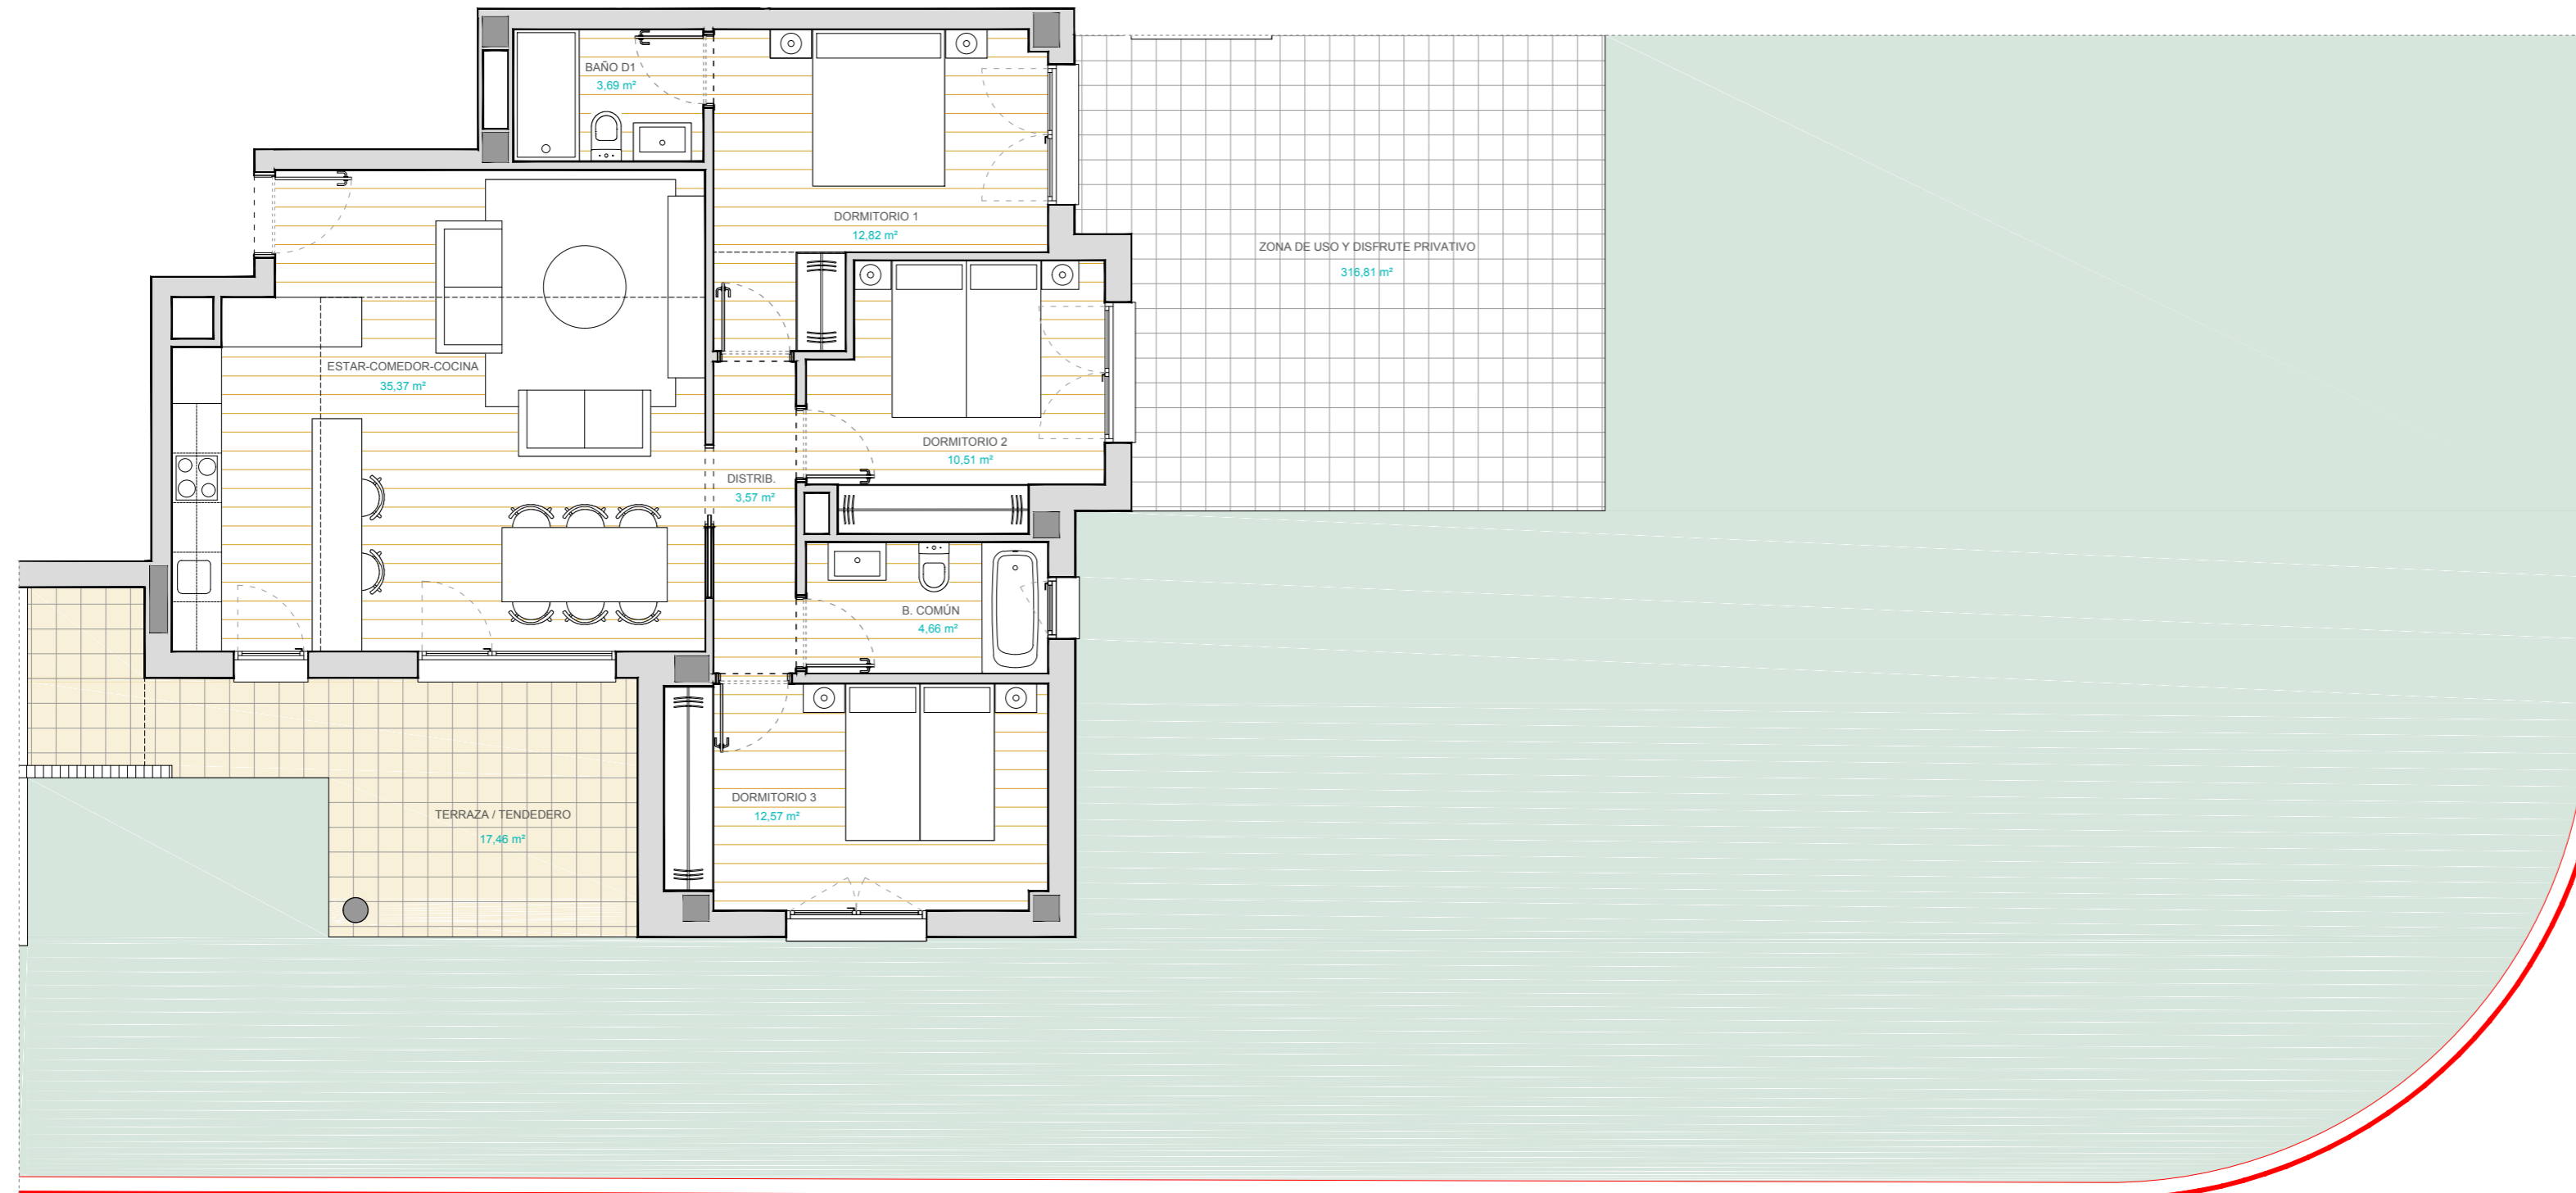 BAÑO D1
3,69 m²
DORMITORIO 1
12,82 m²
ZONA DE USO Y DISFRUTE PRIVATIVO
316,81 m²
ESTAR-COMEDOR-COCINA
35,37 m²
DORMITORIO 2
10,51 m²
DISTRIB.
3,57 m²
B. COMÚN
4,66 m²
DORMITORIO 3
12,57 m²
TERRAZA / TENDEDERO
17,46 m²